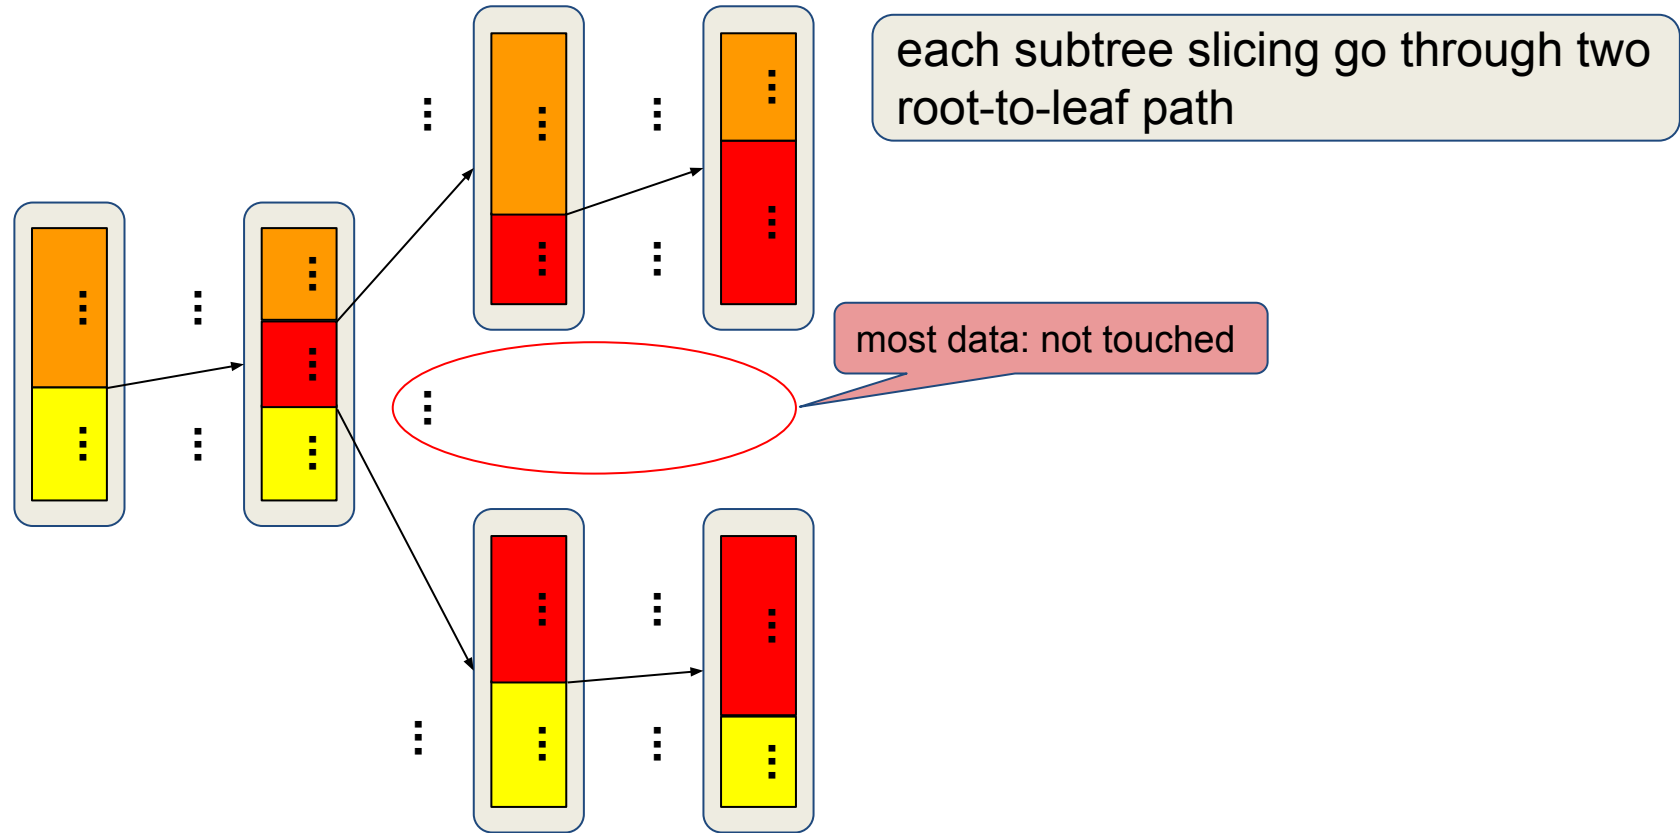 each subtree slicing go through two
root-to-leaf path
most data: not touched